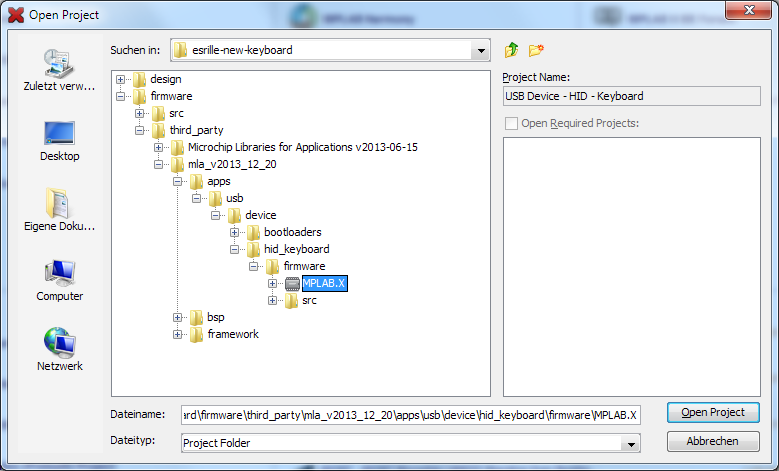 Open Project
Suchen in:
esrille-new-keyboard
Zuletzt verw...
Desktop
Eigene Doku...
Computer
Netzwerk
design
firmware
src
third_party
Microchip Libraries for Applications v2013-06-15
mla_v2013_12_20
apps
usb
device
bootloaders
hid_keyboard
firmware
MPLAB.X
src
bsp
framework
Project Name:
USB Device - HID - Keyboard
Open Required Projects:
Dateiname:
ard\firmware\third_party\mla_v2013_12_20\apps\usb\device\hid_keyboard\firmware\MPLAB.X
Open Project
Dateityp:
Project Folder
Abbrechen